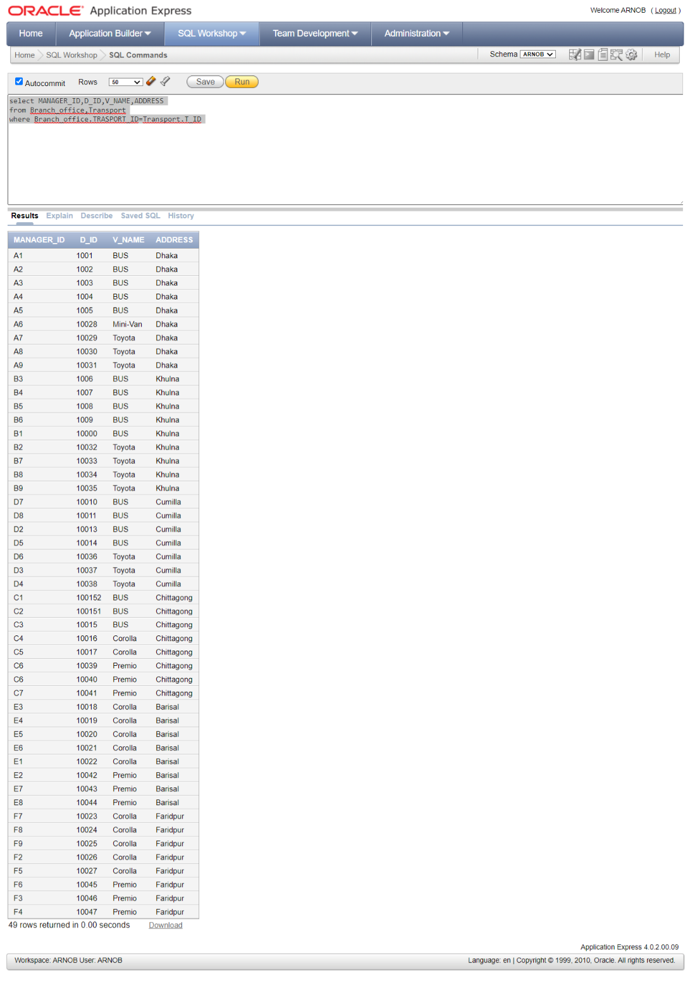 ORACLE Application Express
Welcome ARNOB ( Logout )
Home Application Builder SQL Workshop Team Development Administration
Home SQL Workshop SQL Commands Schema ARNOB Help
Autocommit Rows 50 Save Run
select MANAGER_ID,D_ID,V_NAME,ADDRESS
from Branch_office,Transport
where Branch_office.TRASPORT_ID=Transport.T_ID
Results Explain Describe Saved SQL History
MANAGER_ID D_ID V_NAME ADDRESS
A1 1001 BUS Dhaka
A2 1002 BUS Dhaka
A3 1003 BUS Dhaka
A4 1004 BUS Dhaka
A5 1005 BUS Dhaka
A6 10028 Mini-Van Dhaka
A7 10029 Toyota Dhaka
A8 10030 Toyota Dhaka
A9 10031 Toyota Dhaka
B3 1006 BUS Khulna
B4 1007 BUS Khulna
B5 1008 BUS Khulna
B6 1009 BUS Khulna
B1 10000 BUS Khulna
B2 10032 Toyota Khulna
B7 10033 Toyota Khulna
B8 10034 Toyota Khulna
B9 10035 Toyota Khulna
D7 10010 BUS Cumilla
D8 10011 BUS Cumilla
D2 10013 BUS Cumilla
D5 10014 BUS Cumilla
D6 10036 Toyota Cumilla
D3 10037 Toyota Cumilla
D4 10038 Toyota Cumilla
C1 100152 BUS Chittagong
C2 100151 BUS Chittagong
C3 10015 BUS Chittagong
C4 10016 Corolla Chittagong
C5 10017 Corolla Chittagong
C6 10039 Premio Chittagong
C6 10040 Premio Chittagong
C7 10041 Premio Chittagong
E3 10018 Corolla Barisal
E4 10019 Corolla Barisal
E5 10020 Corolla Barisal
E6 10021 Corolla Barisal
E1 10022 Corolla Barisal
E2 10042 Premio Barisal
E7 10043 Premio Barisal
E8 10044 Premio Barisal
F7 10023 Corolla Faridpur
F8 10024 Corolla Faridpur
F9 10025 Corolla Faridpur
F2 10026 Corolla Faridpur
F5 10027 Corolla Faridpur
F6 10045 Premio Faridpur
F3 10046 Premio Faridpur
F4 10047 Premio Faridpur
49 rows returned in 0.00 seconds Download
Application Express 4.0.2.00.09
Workspace: ARNOB User: ARNOB Language: en | Copyright © 1999, 2010, Oracle. All rights reserved.